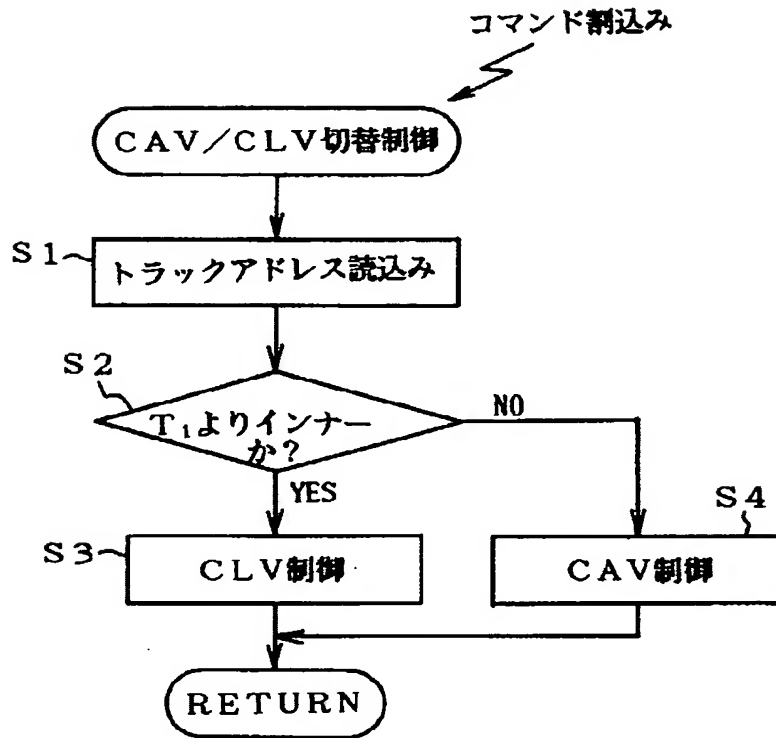 コマンド割込み
CAV/CLV切替制御
S1
トラックアドレス読込み
S2
T₁よりインナー
か?
NO
YES
S3
CLV制御
S4
CAV制御
RETURN